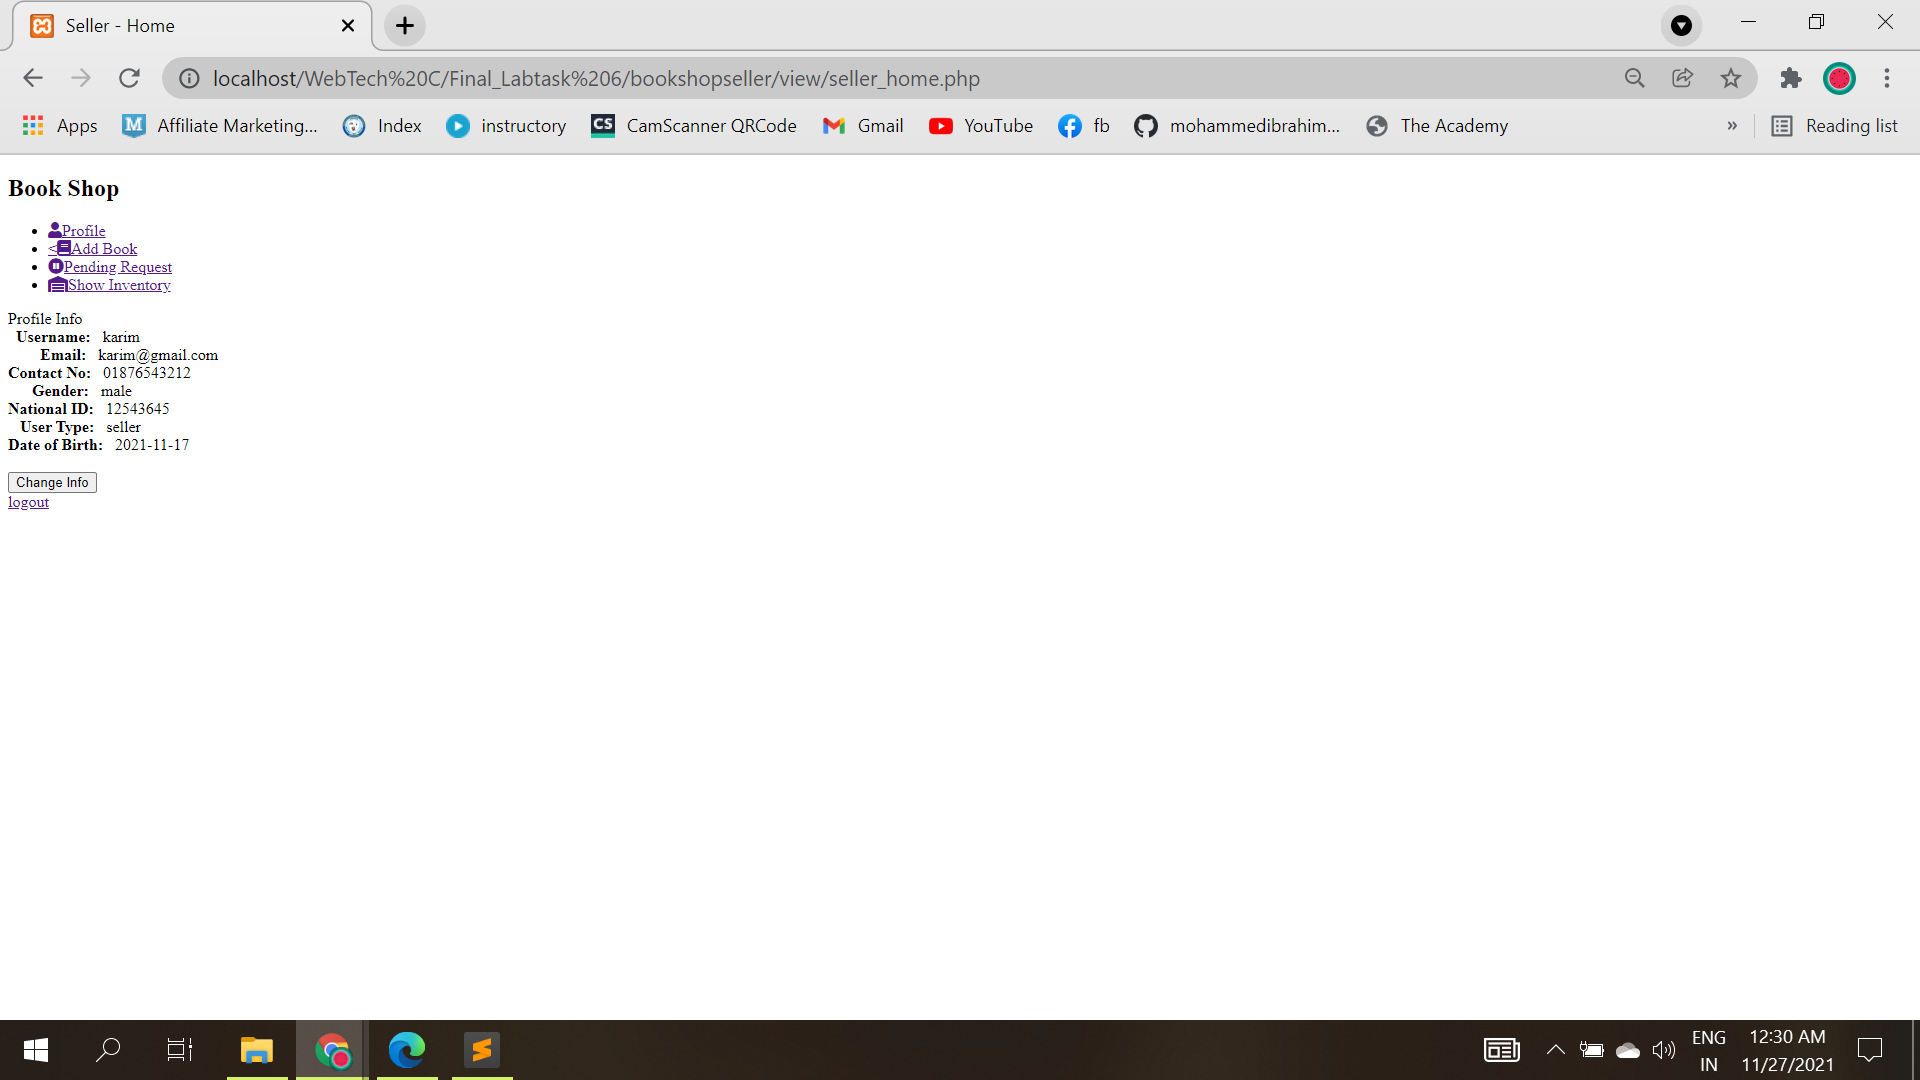 Seller - Home
localhost/WebTech%20C/Final_Labtask%206/bookshopseller/view/seller_home.php
Apps Affiliate Marketing... Index instructory CS CamScanner QRCode Gmail YouTube fb mohammedibrahim... The Academy » Reading list
Book Shop
Profile
<Add Book
Pending Request
Show Inventory
Profile Info
Username: karim
Email: karim@gmail.com
Contact No: 01876543212
Gender: male
National ID: 12543645
User Type: seller
Date of Birth: 2021-11-17
Change Info
logout
ENG 12:30 AM
IN 11/27/2021